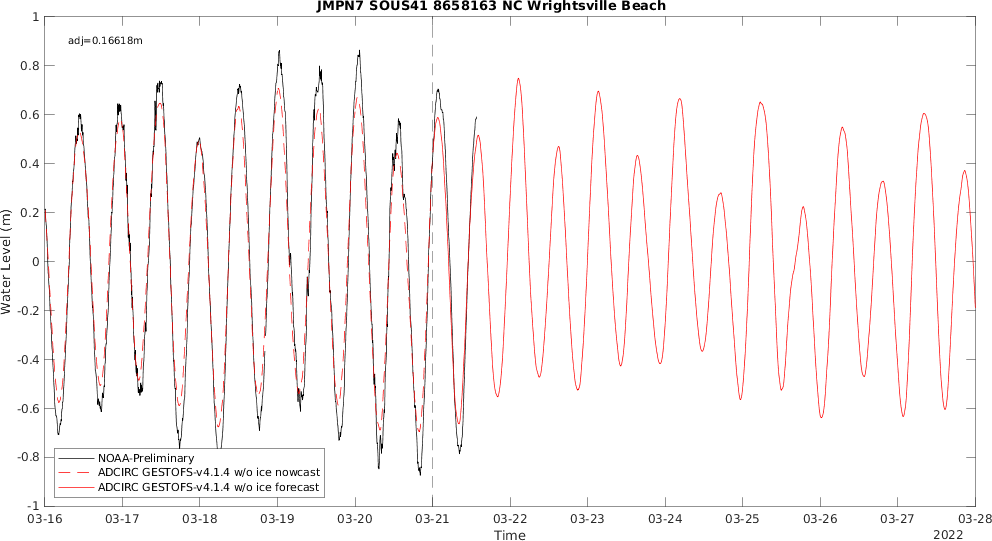 JMPN7 SOUS41 8658163 NC Wrightsville Beach
adj=0.16618m
1
0.8
0.6
0.4
0.2
0
-0.2
-0.4
-0.6
-0.8
-1
Water Level (m)
NOAA-Preliminary
ADCIRC GESTOFS-v4.1.4 w/o ice nowcast
ADCIRC GESTOFS-v4.1.4 w/o ice forecast
03-16 03-17 03-18 03-19 03-20 03-21 03-22 03-23 03-24 03-25 03-26 03-27 03-28
Time
2022